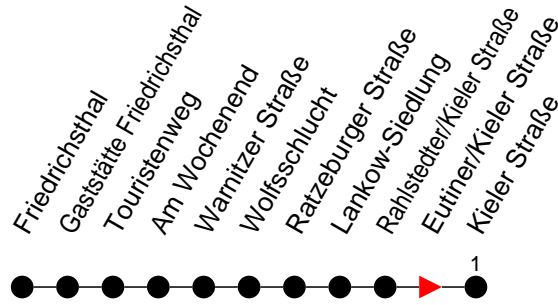 Friedrichsthal
Gaststätte Friedrichsthal
Touristenweg
Am Wochenend
Warnitzer Straße
Wolfsschlucht
Ratzeburger Straße
Lankow-Siedlung
Rahlstedter/Kieler Straße
Eutiner/Kieler Straße
Kieler Straße
1